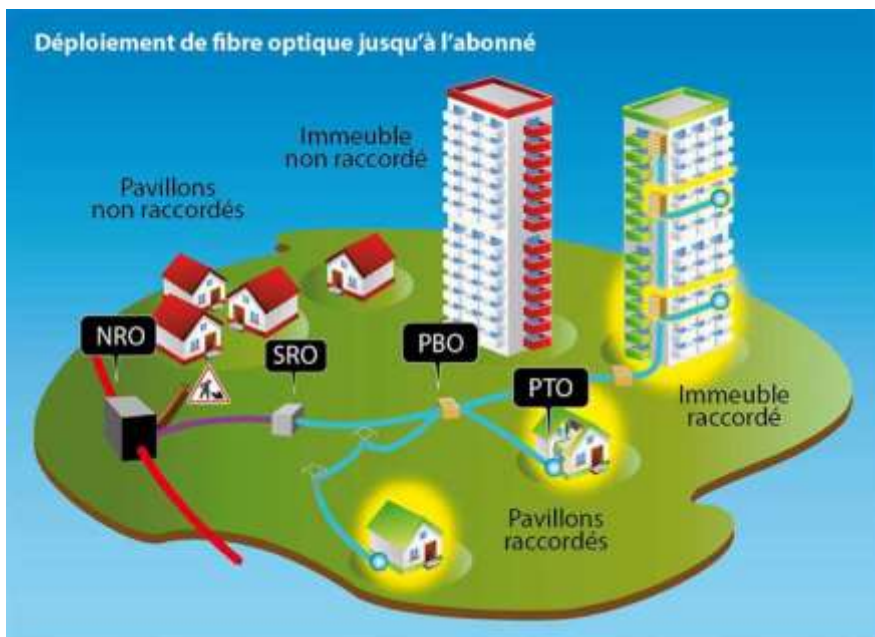 Déploiement de fibre optique jusqu'à l'abonné
Immeuble
non raccordé
Pavillons
non raccordés
NRO
SRO
PBO
PTO
Immeuble
raccordé
Pavillons
raccordés